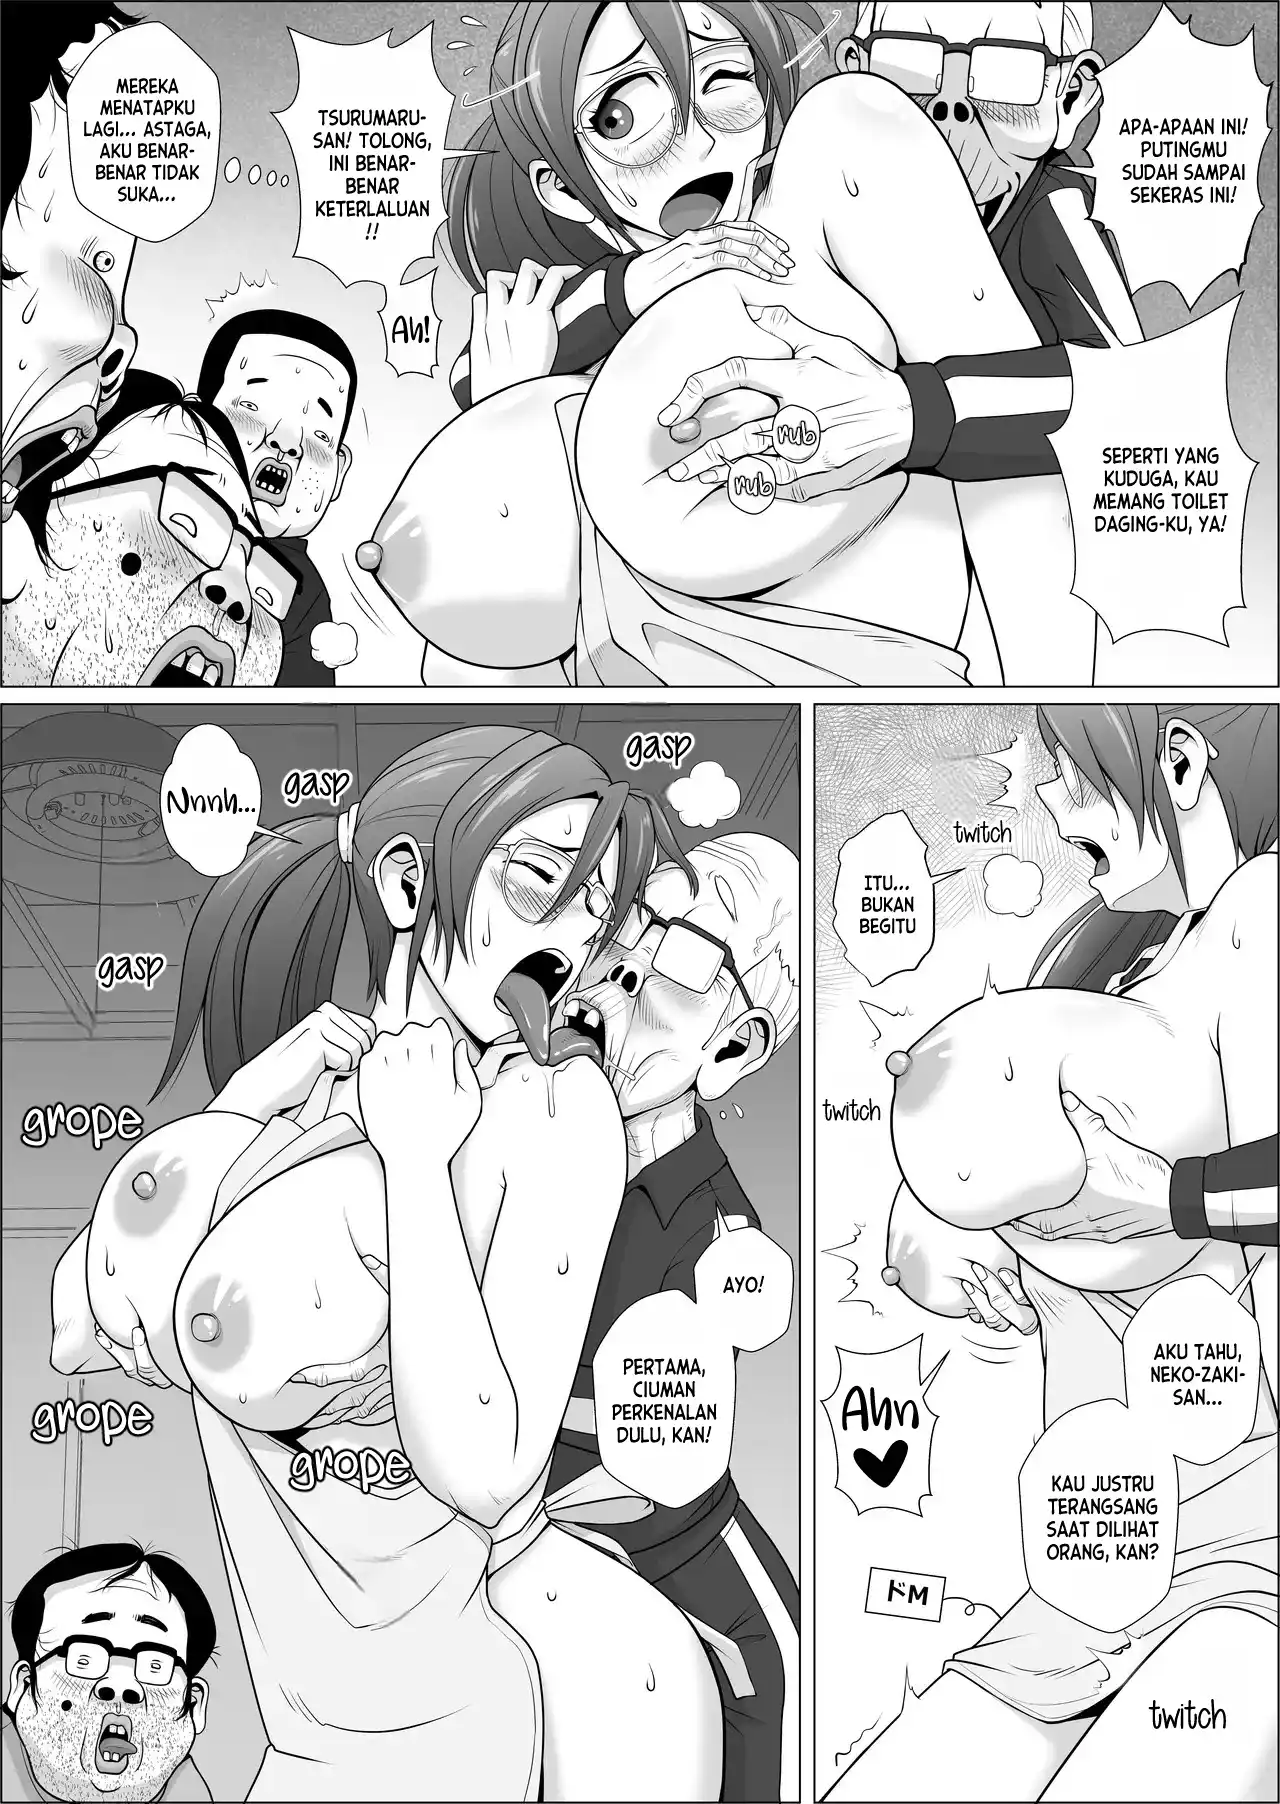 APA-APAAN INI!
PUTINGMU
SUDAH SAMPAI
SEKERAS INI!
SEPERTI YANG
KUDUGA, KAU
MEMANG TOILET
DAGING-KU, YA!
rub
rub
TSURUMARU-
SAN! TOLONG,
INI BENAR-
BENAR
KETERLALUAN
!!
Ah!
MEREKA
MENATAPKU
LAGI... ASTAGA,
AKU BENAR-
BENAR TIDAK
SUKA...
twitch
ITU...
BUKAN
BEGITU
twitch
AKU TAHU,
NEKO-ZAKI-
SAN...
KAU JUSTRU
TERANGSANG
SAAT DILIHAT
ORANG, KAN?
Ahn
♥
ドM
twitch
gasp
gasp
Nnnh...
gasp
grope
AYO!
PERTAMA,
CIUMAN
PERKENALAN
DULU, KAN!
grope
grope